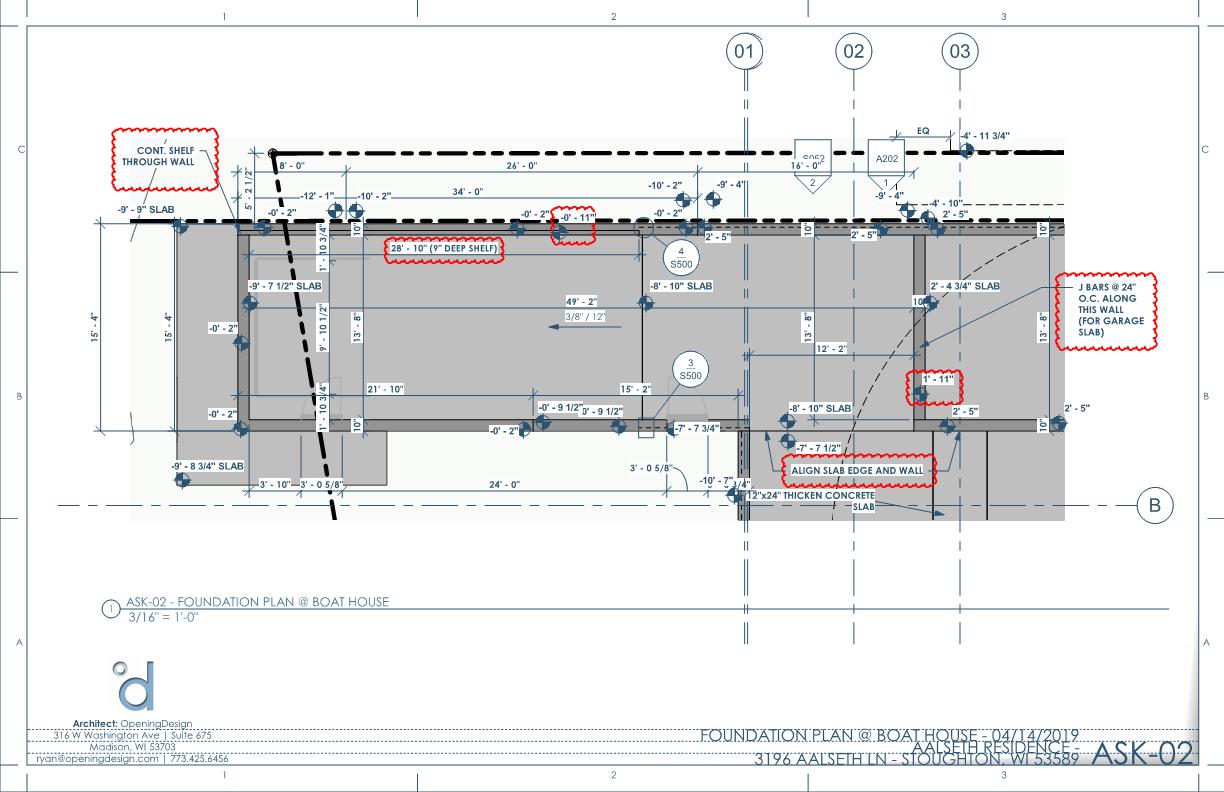 1
2
3
01
02
03
C
C
EQ
-4' - 11 3/4"
CONT. SHELF
THROUGH WALL
8' - 0"
26' - 0"
16' - 0"
S052
A202
2
1
5' - 2 1/2"
-12' - 1"
-10' - 2"
34' - 0"
-10' - 2"
-9' - 4"
-9' - 4"
-4' - 10"
-9' - 9" SLAB
-0' - 2"
-0' - 2"
-0' - 11"
-0' - 2"
2' - 5"
2' - 5"
2' - 5"
10"
10"
10"
1' - 10 3/4"
28' - 10" (9" DEEP SHELF)
4
S500
-9' - 7 1/2" SLAB
-8' - 10" SLAB
2' - 4 3/4" SLAB
J BARS @ 24"
O.C. ALONG
THIS WALL
(FOR GARAGE
SLAB)
49' - 2"
10"
3/8" / 12"
15' - 4"
15' - 4"
-0' - 2"
9' - 10 1/2"
13' - 8"
13' - 8"
13' - 8"
12' - 2"
3
S500
1' - 11"
21' - 10"
15' - 2"
B
B
-0' - 2"
1' - 10 3/4"
10"
-0' - 2"
-0' - 9 1/2"
0' - 9 1/2"
-7' - 7 3/4"
-8' - 10" SLAB
2' - 5"
2' - 5"
10"
-7' - 7 1/2"
-9' - 8 3/4" SLAB
3' - 0 5/8"
ALIGN SLAB EDGE AND WALL
3' - 10"
3' - 0 5/8"
24' - 0"
-10' - 7"
3/4"
12"x24" THICKEN CONCRETE
SLAB
B
1
ASK-02 - FOUNDATION PLAN @ BOAT HOUSE
3/16" = 1'-0"
A
A
Architect: OpeningDesign
316 W Washington Ave | Suite 675
Madison, WI 53703
ryan@openingdesign.com | 773.425.6456
FOUNDATION PLAN @ BOAT HOUSE - 04/14/2019
AALSETH RESIDENCE -
3196 AALSETH LN - STOUGHTON, WI 53589
ASK-02
1
2
3